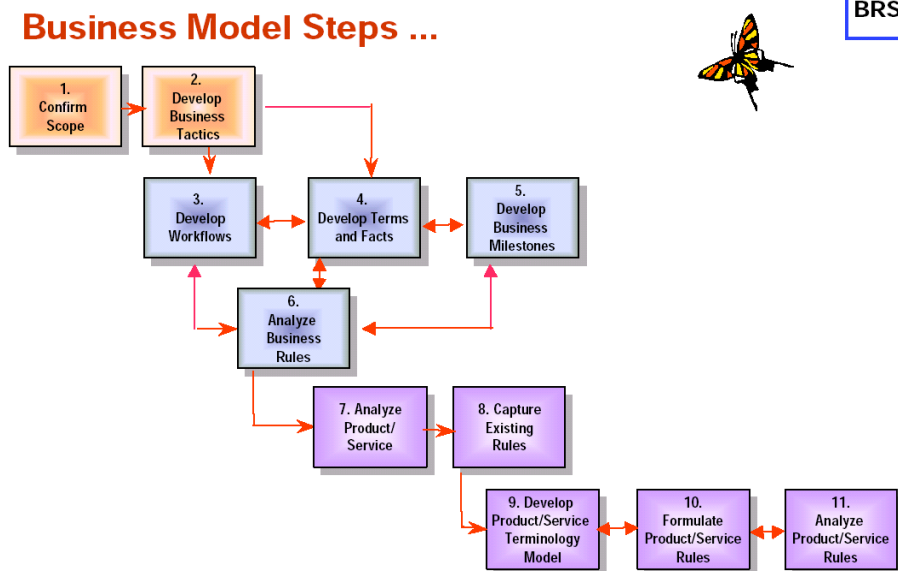 Business Model Steps ...
BRS
1.
Confirm
Scope
2.
Develop
Business
Tactics
3.
Develop
Workflows
4.
Develop Terms
and Facts
5.
Develop
Business
Milestones
6.
Analyze
Business
Rules
7. Analyze
Product/
Service
8. Capture
Existing
Rules
9. Develop
Product/Service
Terminology
Model
10.
Formulate
Product/Service
Rules
11.
Analyze
Product/Service
Rules